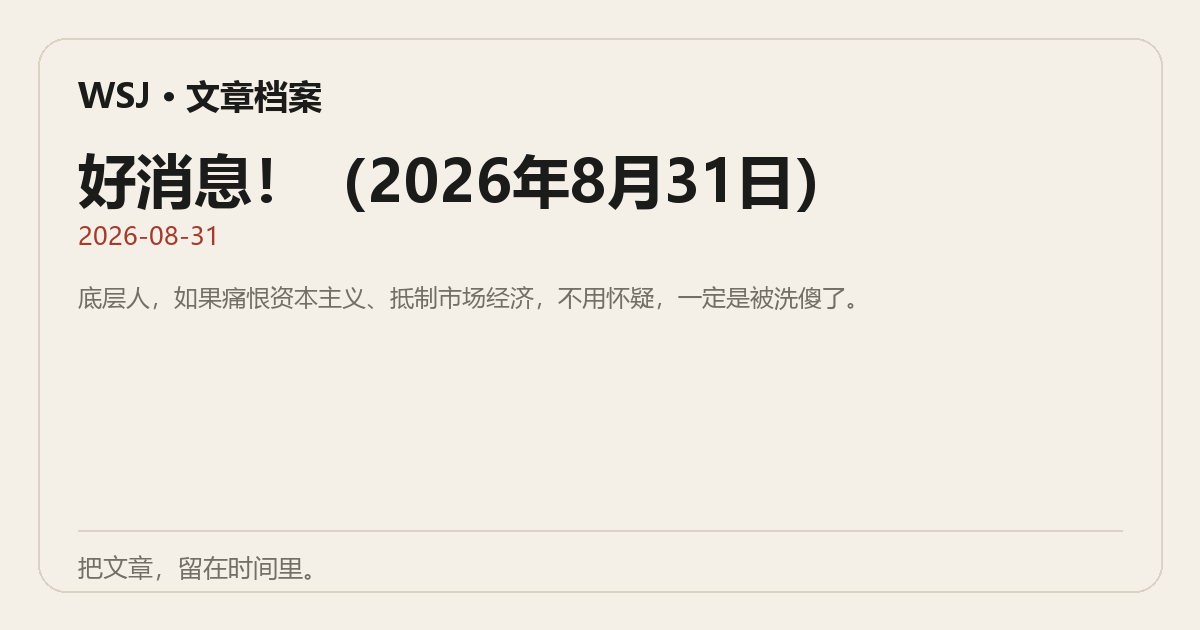 WSJ · 文章档案
好消息！（2026年8月31日）
2026-08-31
底层人，如果痛恨资本主义、抵制市场经济，不用怀疑，一定是被洗傻了。
把文章，留在时间里。